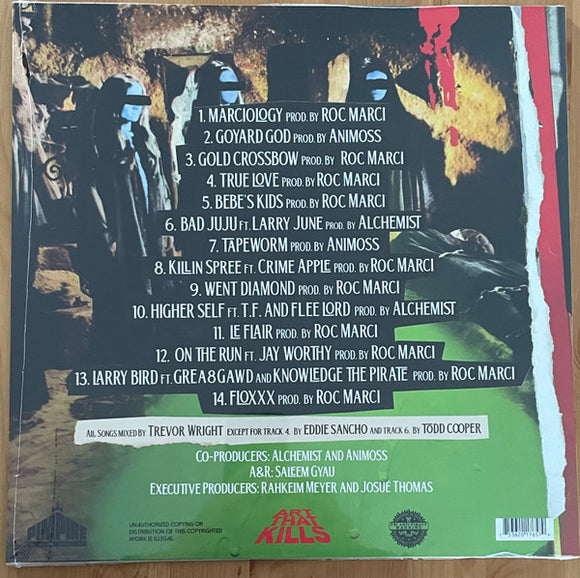 1. MARCIOLOGY PROD. BY ROC MARCI
2. GOYARD GOD PROD. BY ANIMOSS
3. GOLD CROSSBOW PROD. BY ROC MARCI
4. TRUE LOVE PROD. BY ROC MARCI
5. BEBE'S KIDS PROD. BY ROC MARCI
6. BAD JUJU FT. LARRY JUNE PROD. BY ALCHEMIST
7. TAPEWORM PROD. BY ANIMOSS
8. KILLIN SPREE FT. CRIME APPLE PROD. BY ROC MARCI
9. WENT DIAMOND PROD. BY ROC MARCI
10. HIGHER SELF FT. T.F. AND FLEE LORD PROD. BY ALCHEMIST
11. LE FLAIR PROD. BY ROC MARCI
12. ON THE RUN FT. JAY WORTHY PROD. BY ROC MARCI
13. LARRY BIRD FT. GREA8GAWD AND KNOWLEDGE THE PIRATE PROD. BY ROC MARCI
14. FLOXXX PROD. BY ROC MARCI
ALL SONGS MIXED BY TREVOR WRIGHT EXCEPT FOR TRACK 4. BY EDDIE SANCHO AND TRACK 6. BY TODD COOPER
CO-PRODUCERS: ALCHEMIST AND ANIMOSS
A&R: SALEEM GYAU
EXECUTIVE PRODUCERS: RAHKEIM MEYER AND JOSUÉ THOMAS
UNAUTHORIZED COPYING OR
DISTRIBUTION OF THIS COPYRIGHTED
WORK IS ILLEGAL.
ART
THAT
KILLS